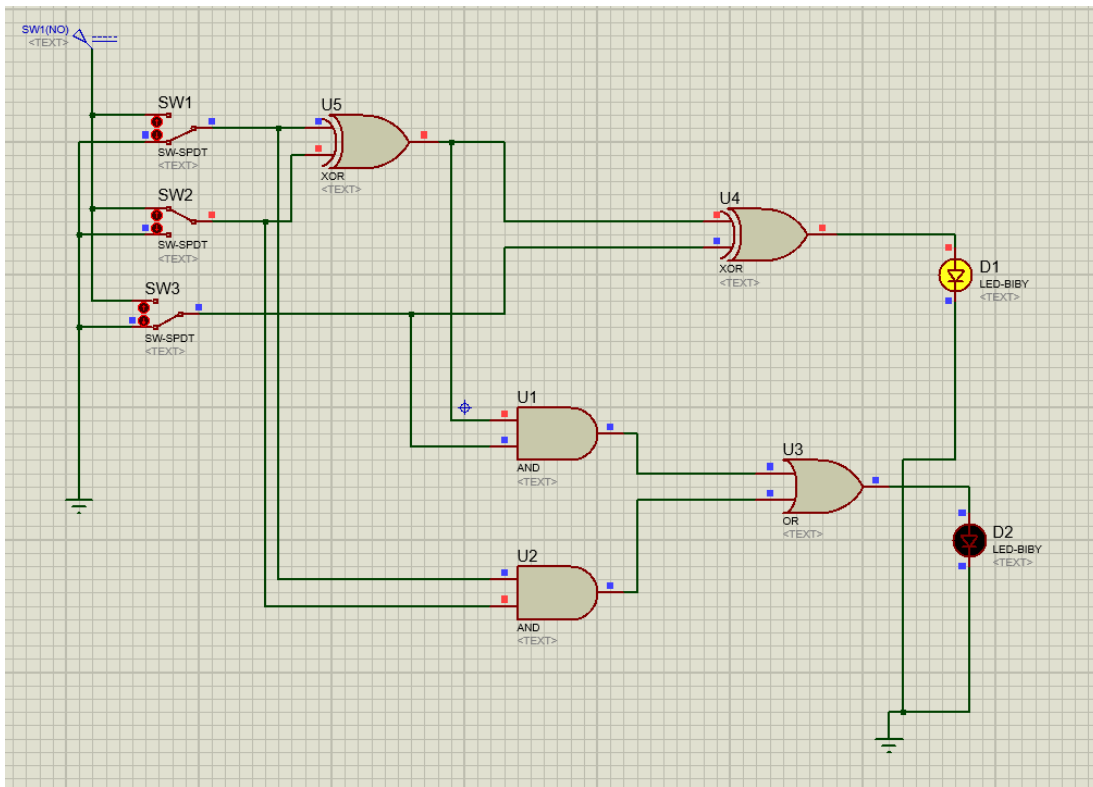 SW1(NO)
<TEXT>
SW1
SW-SPDT
<TEXT>
U5
XOR
<TEXT>
SW2
SW-SPDT
<TEXT>
U4
XOR
<TEXT>
D1
LED-BIBY
<TEXT>
SW3
SW-SPDT
<TEXT>
U1
AND
<TEXT>
U3
OR
<TEXT>
D2
LED-BIBY
<TEXT>
U2
AND
<TEXT>